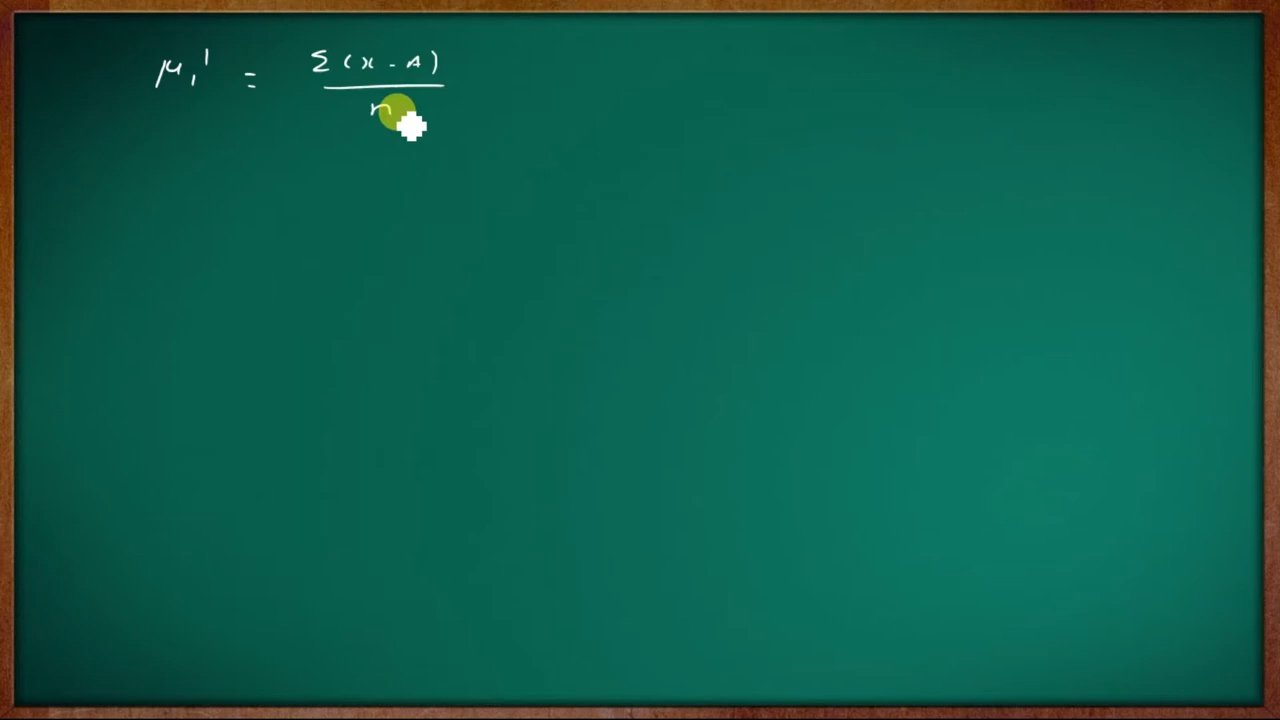 μ₁' = Σ(x - A) / n